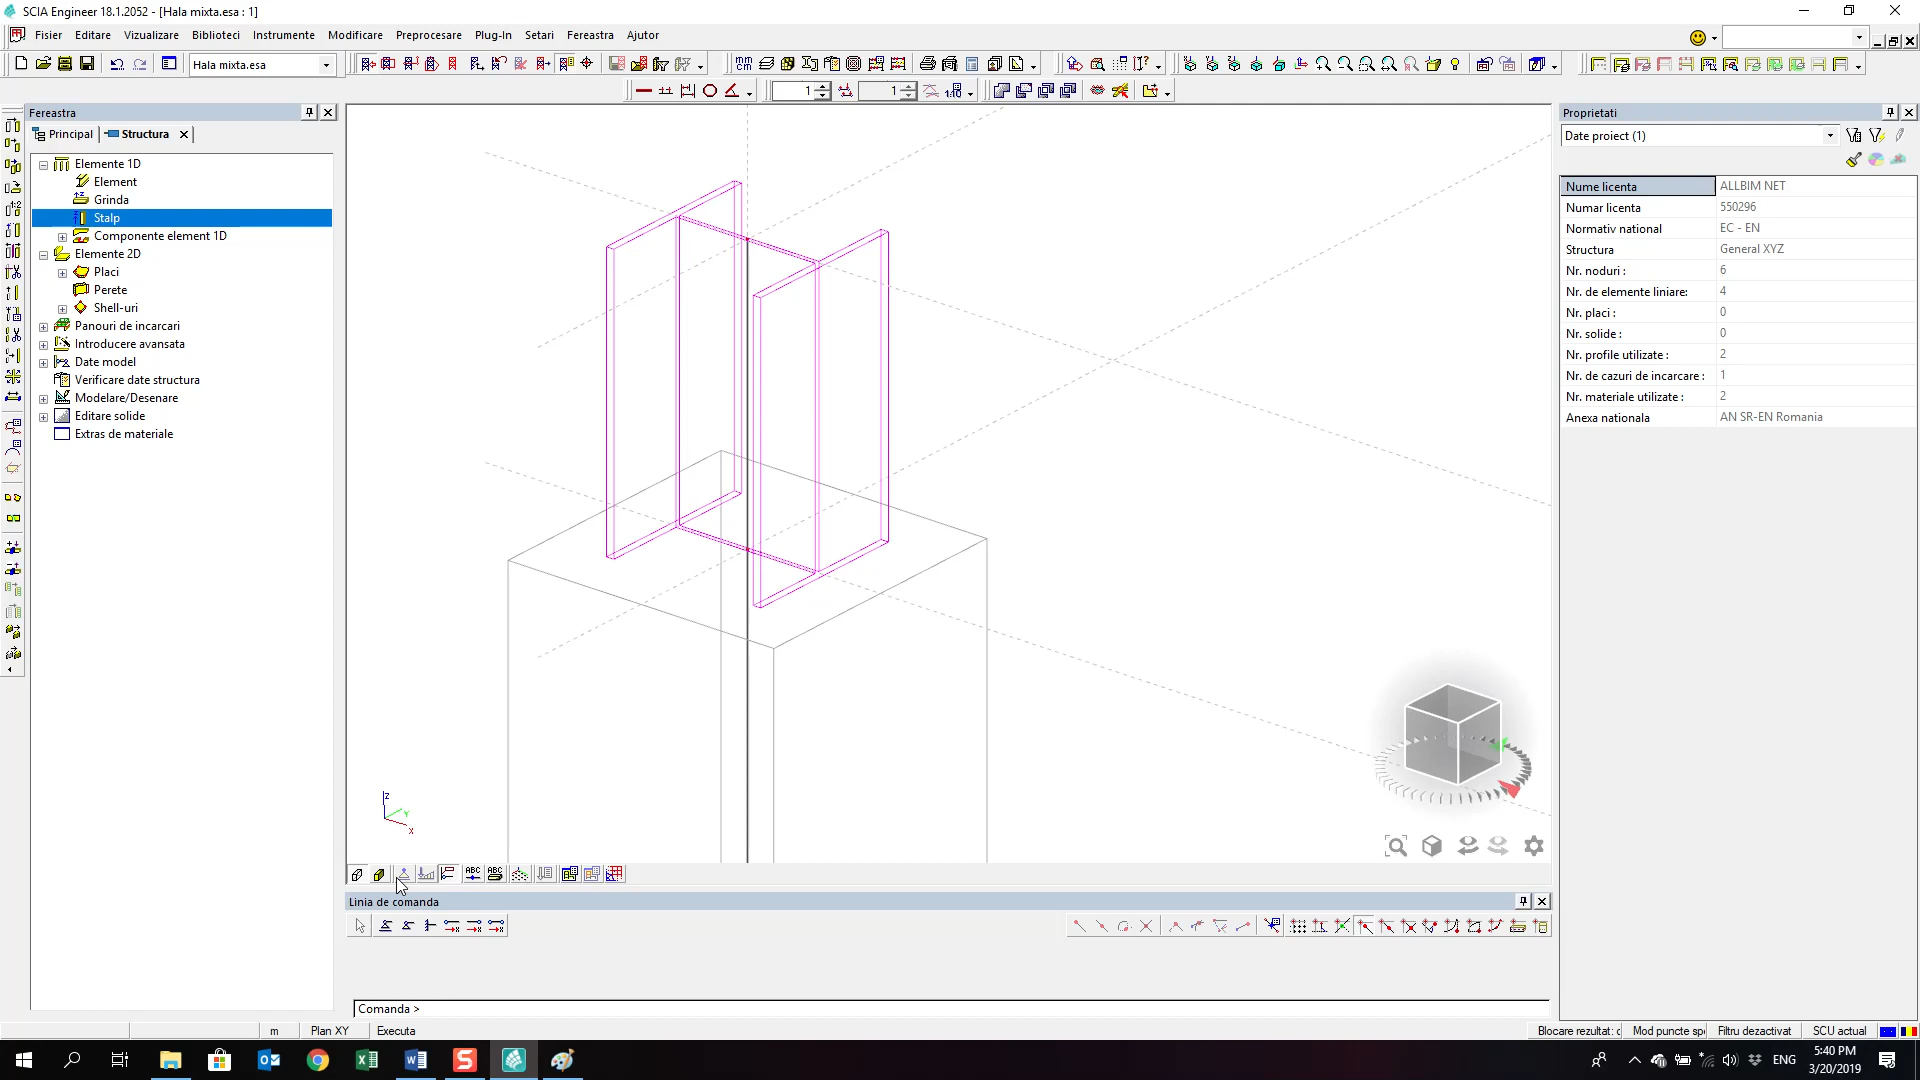 SCIA Engineer 18.1.2052 - [Hala mixta.esa : 1]
Fisier Editare Vizualizare Biblioteci Instrumente Modificare Preprocesare Plug-In Setari Fereastra Ajutor
Hala mixta.esa
1 1
Fereastra
Principal Structura
Elemente 1D
Element
Grinda
Stalp
Componente element 1D
Elemente 2D
Placi
Perete
Shell-uri
Panouri de incarcari
Introducere avansata
Date model
Verificare date structura
Modelare/Desenare
Editare solide
Extras de materiale
Z
Y
X
ABC ABC
Linia de comanda
Comanda >
Proprietati
Date proiect (1)
Nume licenta ALLBIM NET
Numar licenta 550296
Normativ national EC - EN
Structura General XYZ
Nr. noduri : 6
Nr. de elemente liniare: 4
Nr. placi : 0
Nr. solide : 0
Nr. profile utilizate : 2
Nr. de cazuri de incarcare : 1
Nr. materiale utilizate : 2
Anexa nationala AN SR-EN Romania
m Plan XY Executa
Blocare rezultat: Mod puncte Filtru dezactivat SCU actual
ENG
5:40 PM
3/20/2019